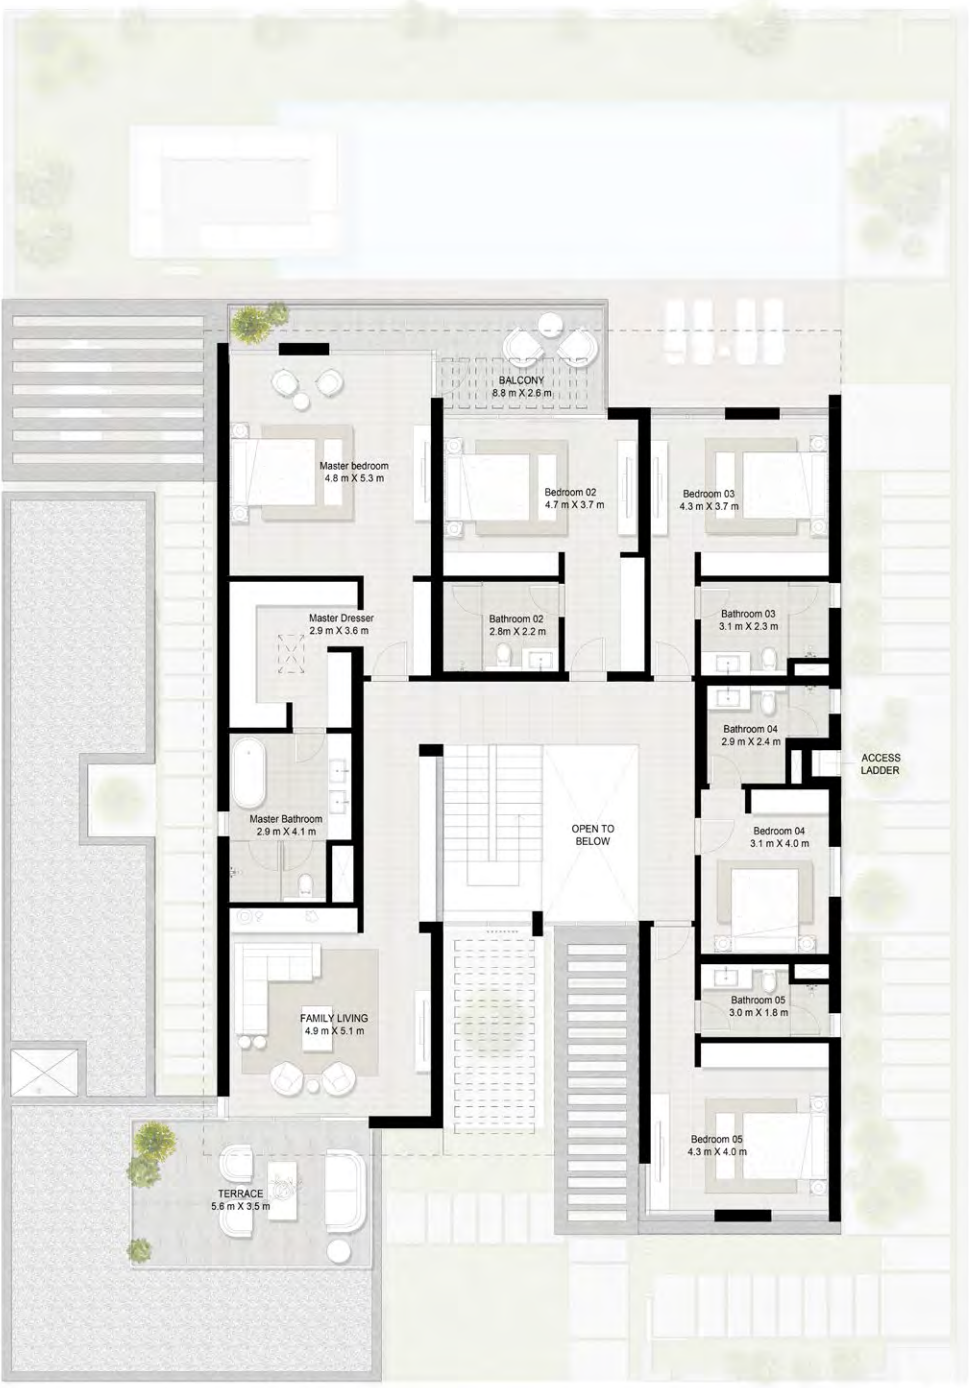 BALCONY
8.8 m X 2.6 m
Master bedroom
4.8 m X 5.3 m
Bedroom 02
4.7 m X 3.7 m
Bedroom 03
4.3 m X 3.7 m
Master Dresser
2.9 m X 3.6 m
Bathroom 02
2.8m X 2.2 m
Bathroom 03
3.1 m X 2.3 m
Bathroom 04
2.9 m X 2.4 m
ACCESS
LADDER
Master Bathroom
2.9 m X 4.1 m
OPEN TO
BELOW
Bedroom 04
3.1 m X 4.0 m
FAMILY LIVING
4.9 m X 5.1 m
Bathroom 05
3.0 m X 1.8 m
Bedroom 05
4.3 m X 4.0 m
TERRACE
5.6 m X 3.5 m